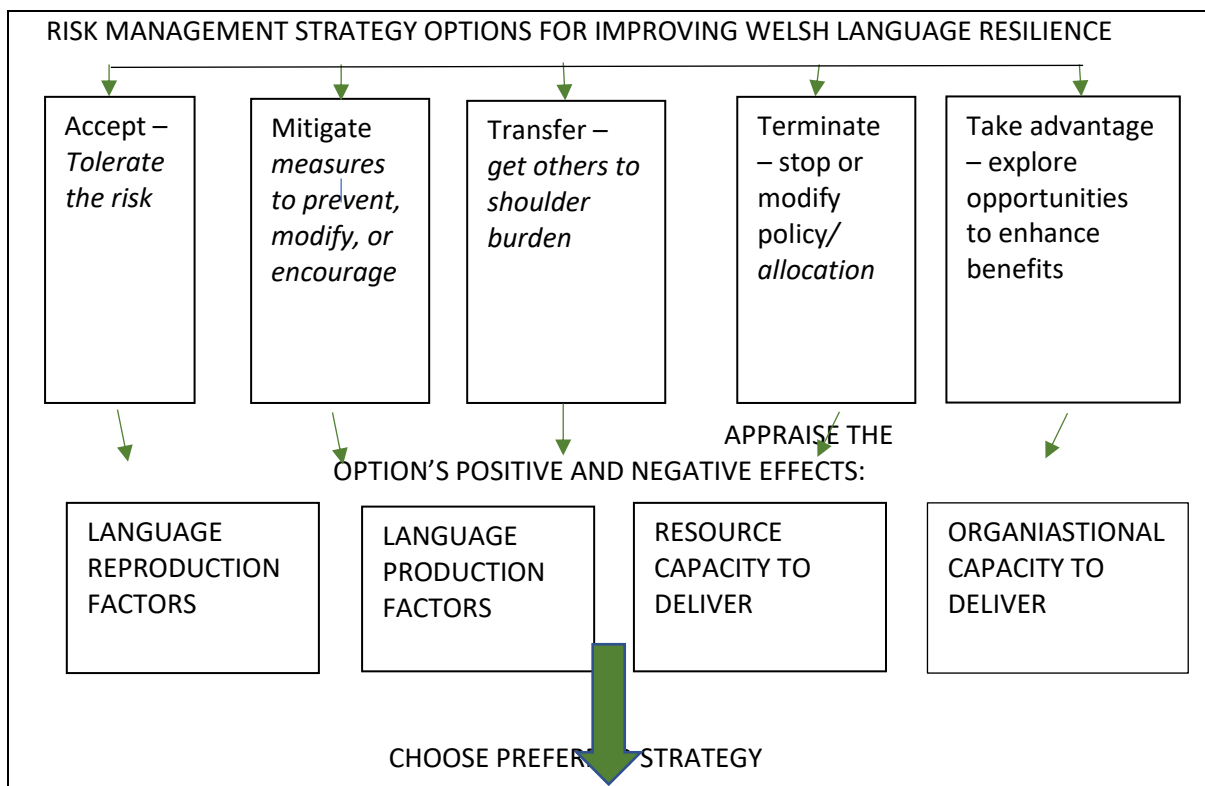 RISK MANAGEMENT STRATEGY OPTIONS FOR IMPROVING WELSH LANGUAGE RESILIENCE
Accept –
Tolerate
the risk
Mitigate
measures
to prevent,
modify, or
encourage
Transfer –
get others to
shoulder
burden
Terminate
– stop or
modify
policy/
allocation
Take advantage
– explore
opportunities
to enhance
benefits
APPRAISE THE
OPTION’S POSITIVE AND NEGATIVE EFFECTS:
LANGUAGE
REPRODUCTION
FACTORS
LANGUAGE
PRODUCTION
FACTORS
RESOURCE
CAPACITY TO
DELIVER
ORGANIASTIONAL
CAPACITY TO
DELIVER
CHOOSE STRATEGY